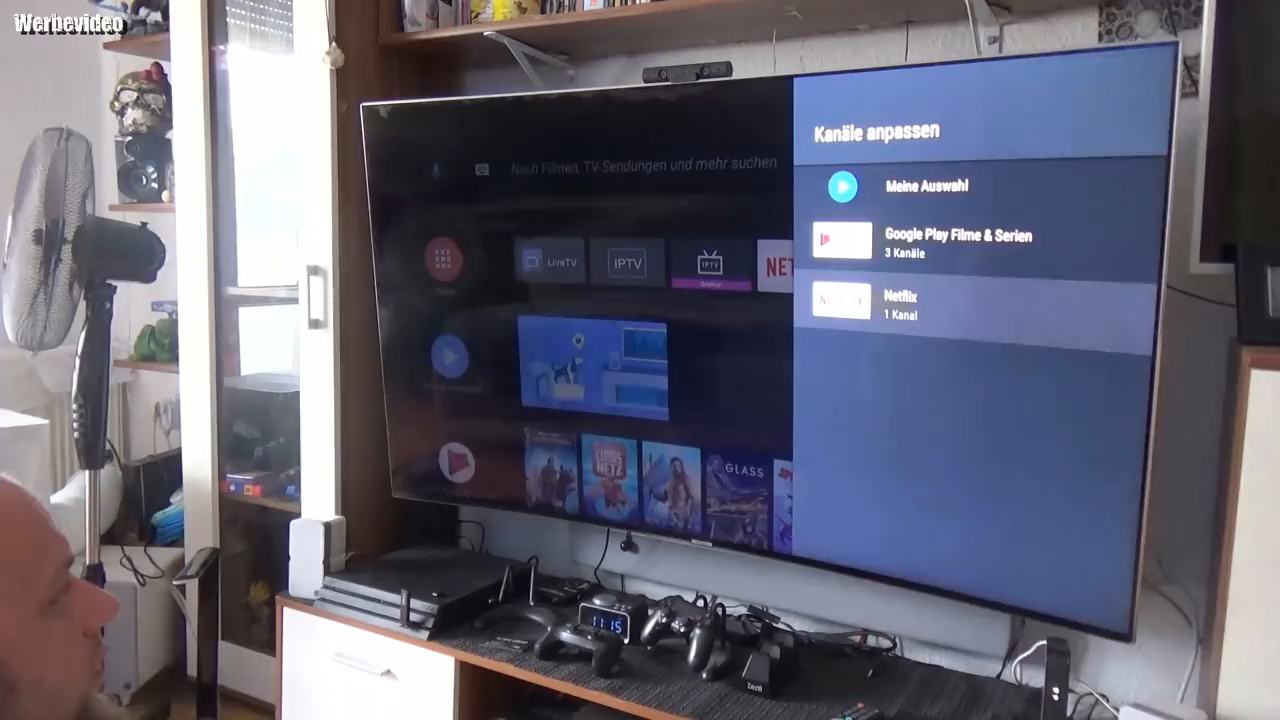 Werbevideo
Kanäle anpassen
Nach Filmen, TV-Sendungen und mehr suchen
Meine Auswahl
Google Play Filme & Serien
3 Kanäle
LiveTV
IPTV
IPTV
NET
Netflix
1 Kanal
GLASS
11:15
Zectl